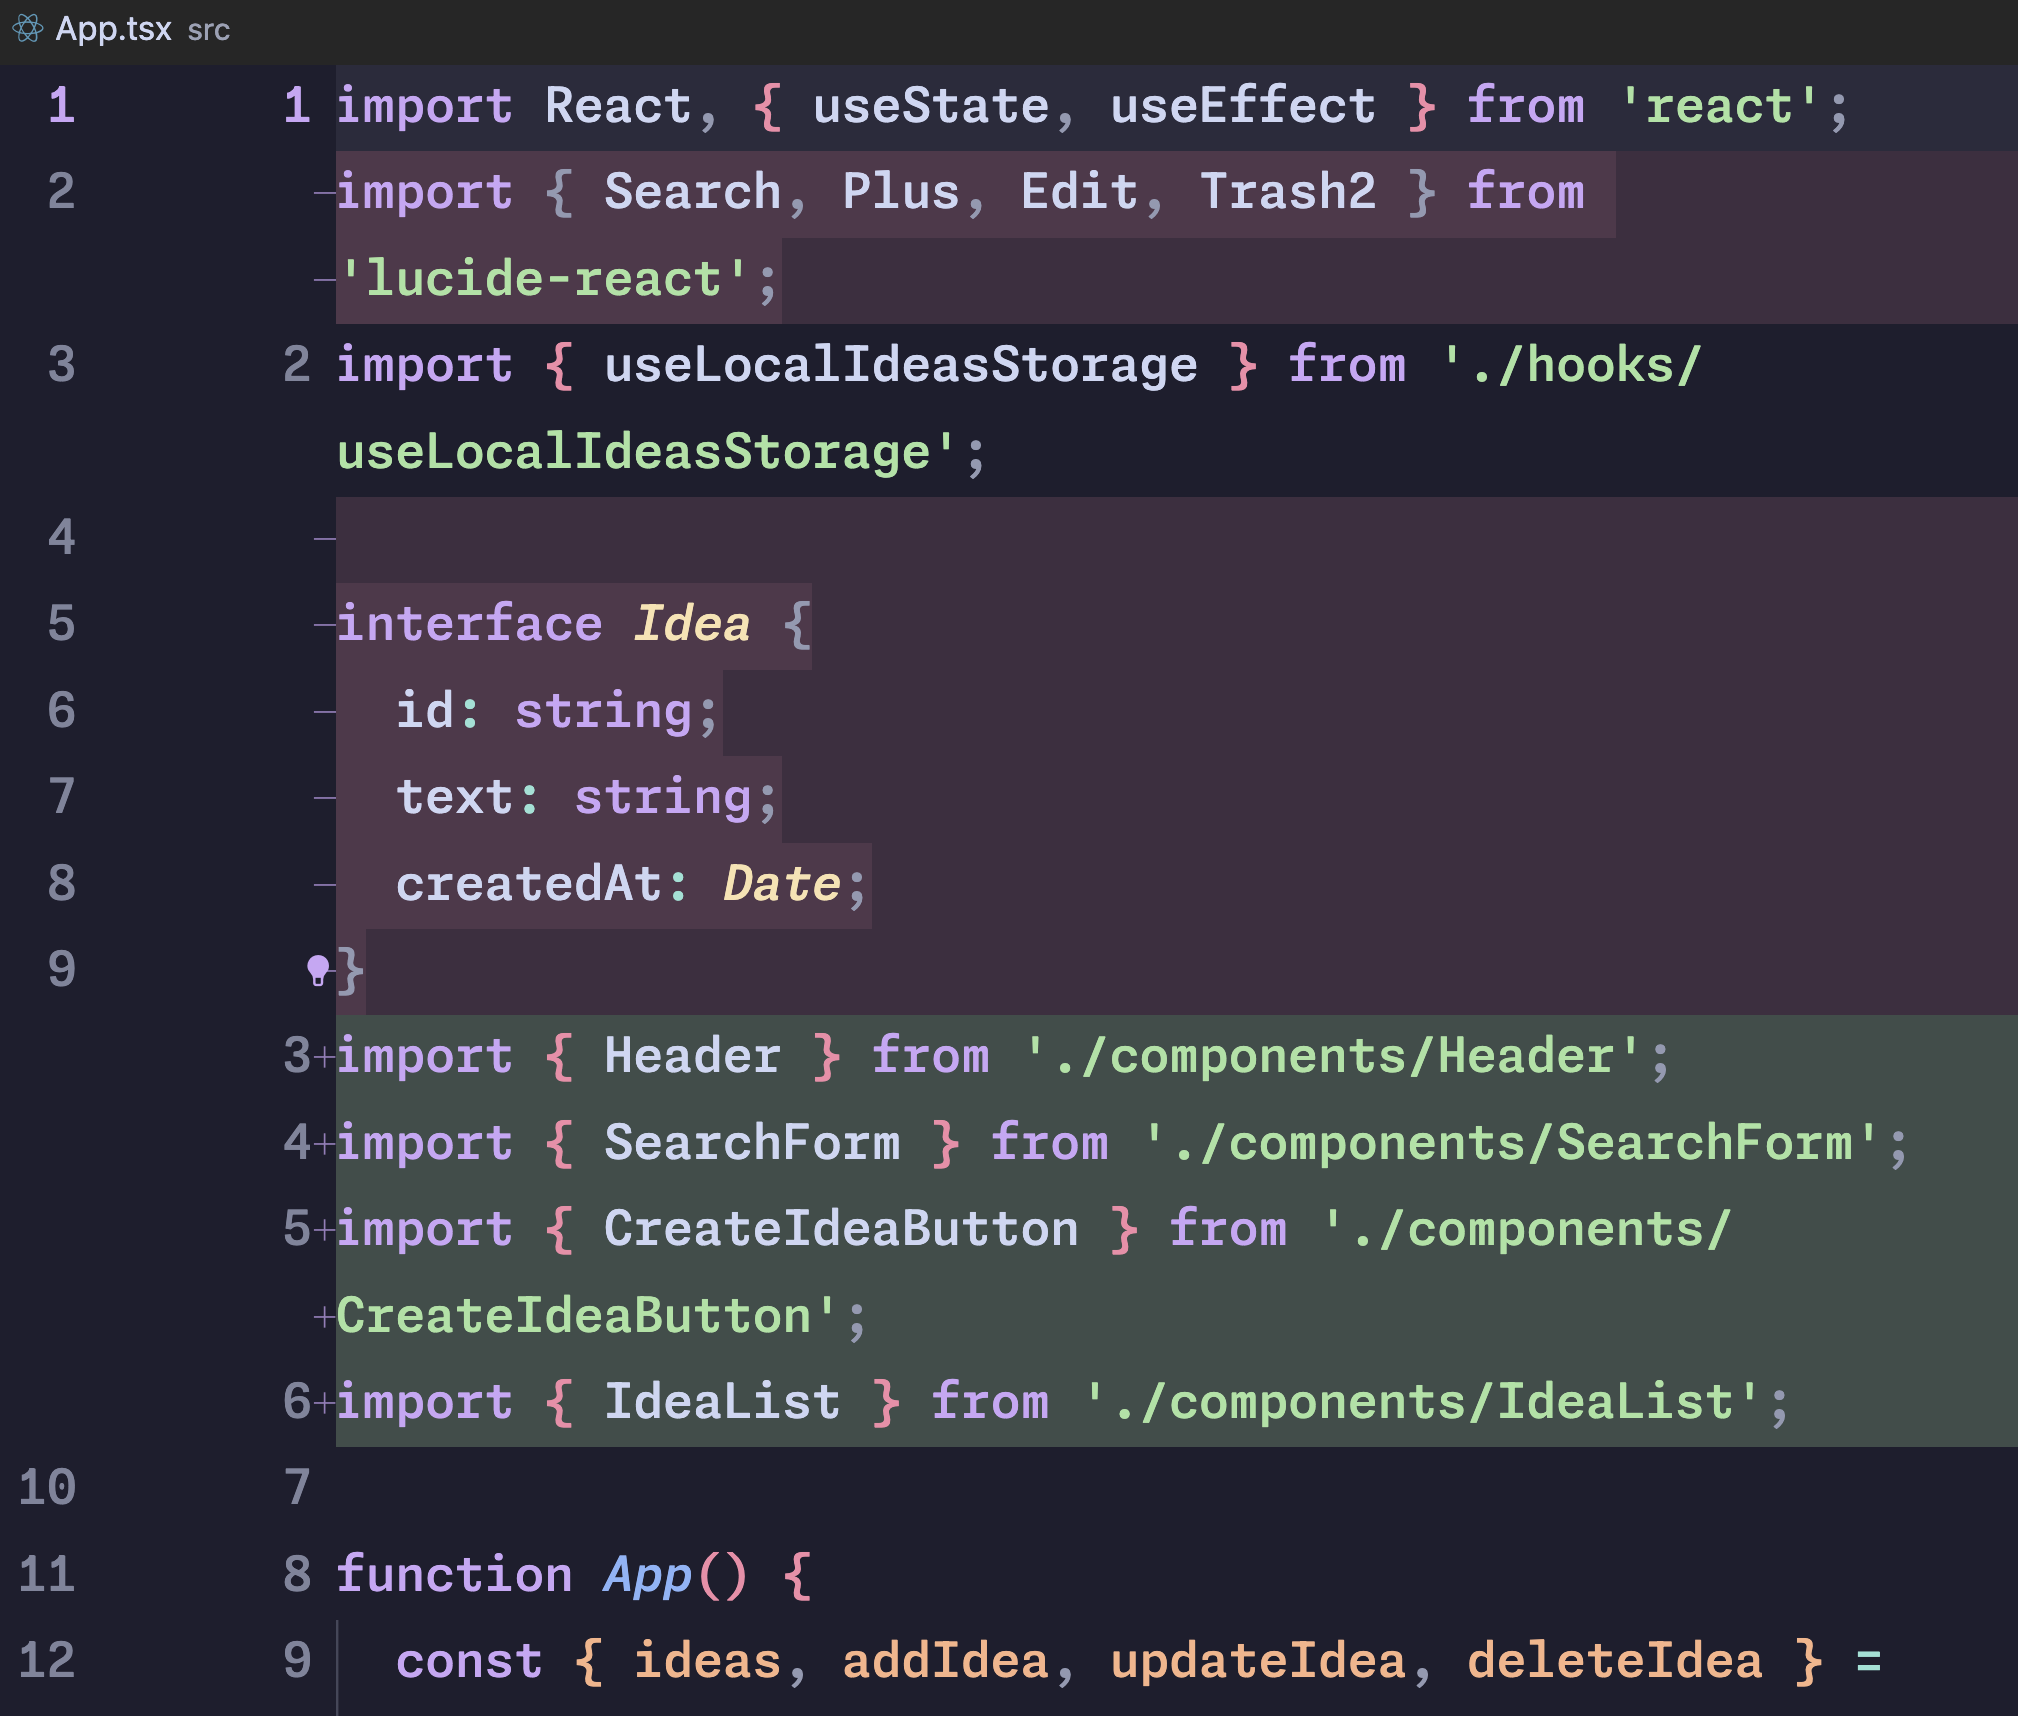 App.tsx src
1 1 import React, { useState, useEffect } from 'react';
2 —import { Search, Plus, Edit, Trash2 } from
—'lucide-react';
3 2 import { useLocalIdeasStorage } from './hooks/
useLocalIdeasStorage';
4 —
5 —interface Idea {
6 —  id: string;
7 —  text: string;
8 —  createdAt: Date;
9 —}
3+import { Header } from './components/Header';
4+import { SearchForm } from './components/SearchForm';
5+import { CreateIdeaButton } from './components/
+CreateIdeaButton';
6+import { IdeaList } from './components/IdeaList';
10 7
11 8 function App() {
12 9   const { ideas, addIdea, updateIdea, deleteIdea } =